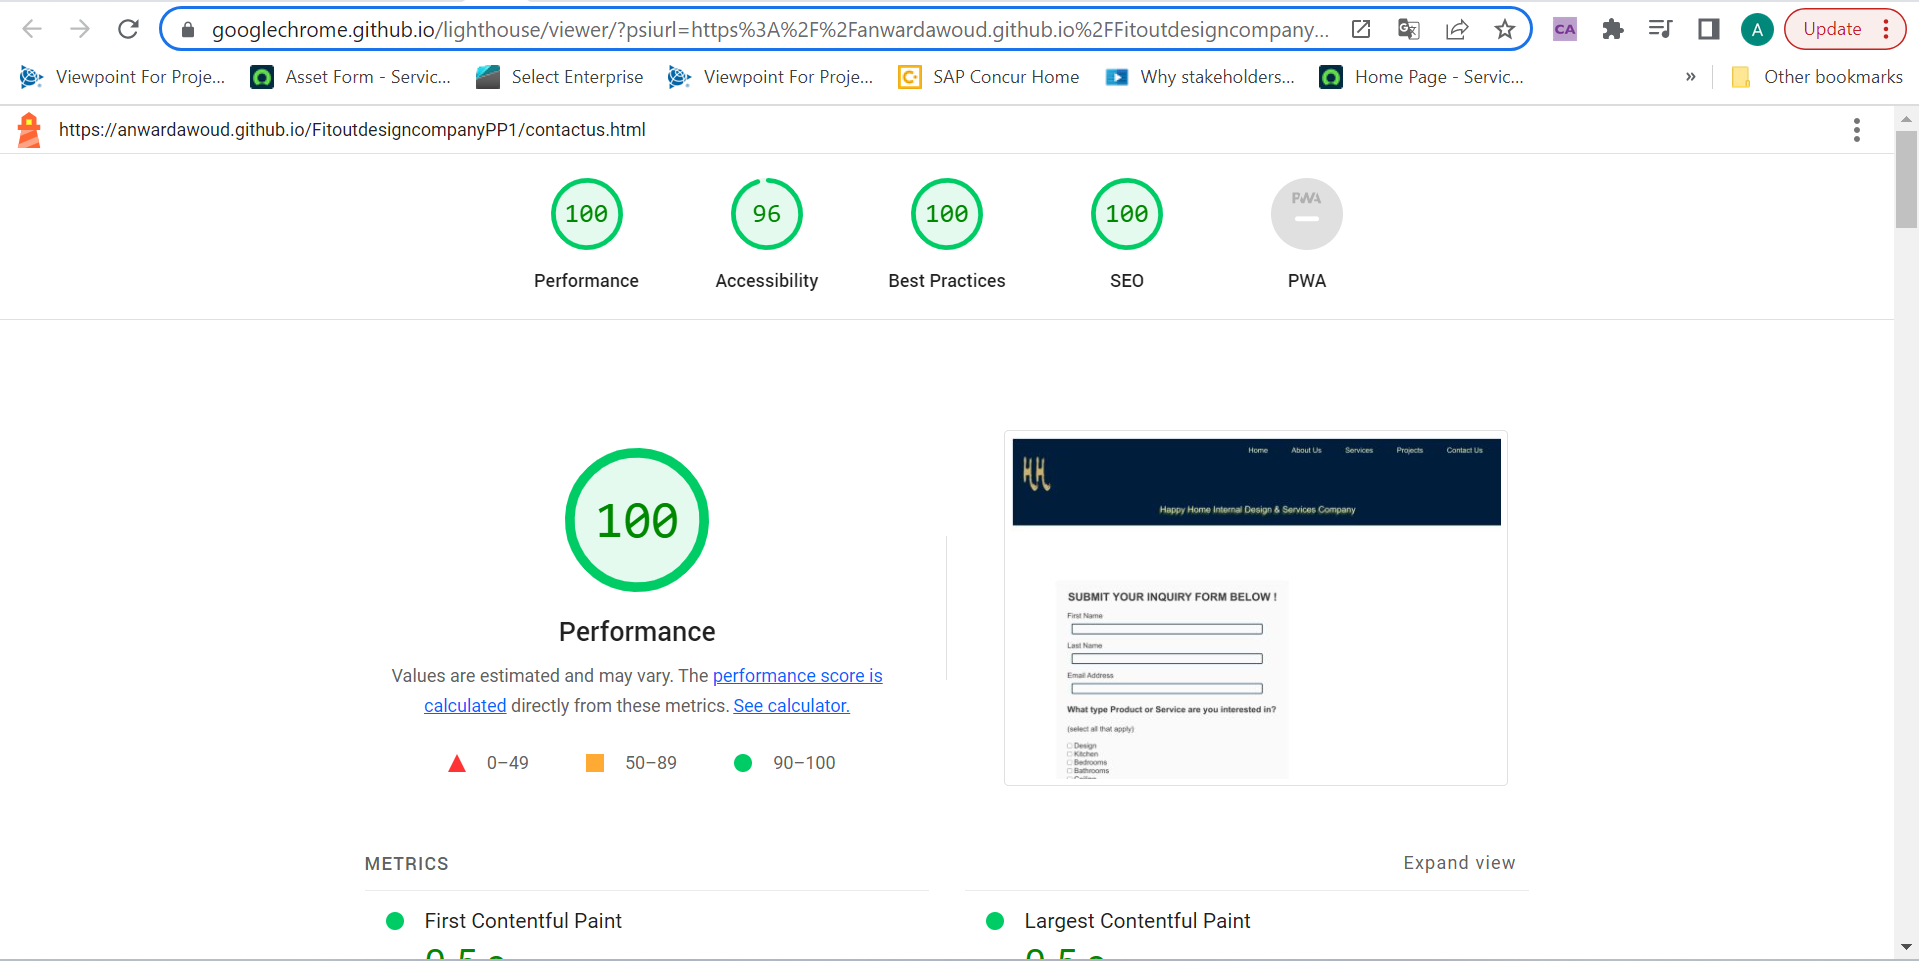 googlechrome.github.io/lighthouse/viewer/?psiurl=https%3A%2F%2Fanwardawoud.github.io%2FFitoutdesigncompany...
CA
A
Update
Viewpoint For Proje...
Asset Form - Servic...
Select Enterprise
Viewpoint For Proje...
SAP Concur Home
Why stakeholders...
Home Page - Servic...
»
Other bookmarks
https://anwardawoud.github.io/FitoutdesigncompanyPP1/contactus.html
100
96
100
100
PWA
Performance
Accessibility
Best Practices
SEO
PWA
100
Performance
Values are estimated and may vary. The performance score is
calculated directly from these metrics. See calculator.
0–49
50–89
90–100
Home
About Us
Services
Projects
Contact Us
HH
Happy Home Internal Design & Services Company
SUBMIT YOUR INQUIRY FORM BELOW !
First Name
Last Name
Email Address
What type Product or Service are you interested in?
(select all that apply)
Design
Kitchen
Bedrooms
Bathrooms
METRICS
Expand view
First Contentful Paint
Largest Contentful Paint